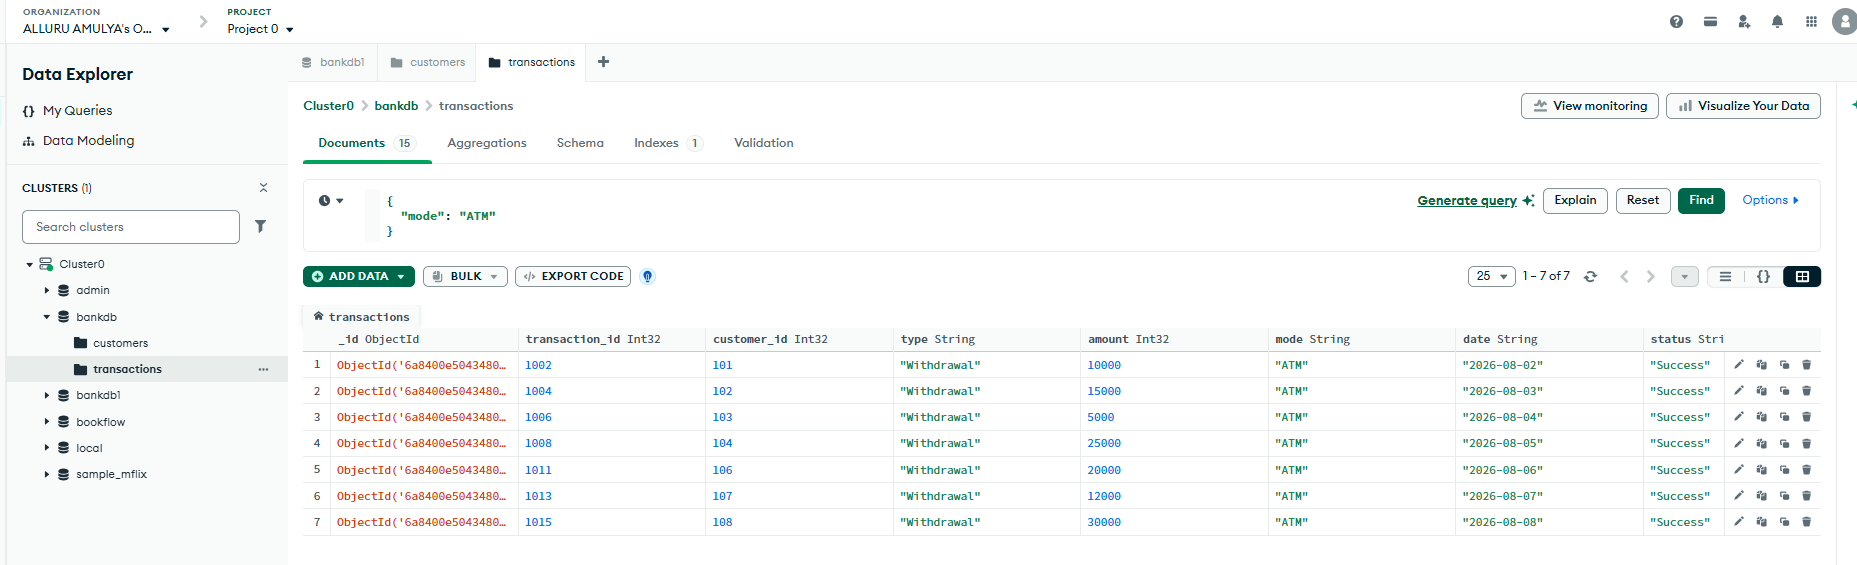 ORGANIZATION
ALLURU AMULYA's O...
PROJECT
Project 0
Data Explorer
My Queries
Data Modeling
CLUSTERS (1)
Search clusters
Cluster0
admin
bankdb
customers
transactions
bankdb1
bookflow
local
sample_mflix
bankdb1 customers transactions
Cluster0 > bankdb > transactions
View monitoring Visualize Your Data
Documents 15 Aggregations Schema Indexes 1 Validation
{
"mode": "ATM"
}
Generate query Explain Reset Find Options
ADD DATA BULK EXPORT CODE 25 1 – 7 of 7
transactions
_id ObjectId transaction_id Int32 customer_id Int32 type String amount Int32 mode String date String status Stri
1 ObjectId('6a8400e5043480... 1002 101 "Withdrawal" 10000 "ATM" "2026-08-02" "Success"
2 ObjectId('6a8400e5043480... 1004 102 "Withdrawal" 15000 "ATM" "2026-08-03" "Success"
3 ObjectId('6a8400e5043480... 1006 103 "Withdrawal" 5000 "ATM" "2026-08-04" "Success"
4 ObjectId('6a8400e5043480... 1008 104 "Withdrawal" 25000 "ATM" "2026-08-05" "Success"
5 ObjectId('6a8400e5043480... 1011 106 "Withdrawal" 20000 "ATM" "2026-08-06" "Success"
6 ObjectId('6a8400e5043480... 1013 107 "Withdrawal" 12000 "ATM" "2026-08-07" "Success"
7 ObjectId('6a8400e5043480... 1015 108 "Withdrawal" 30000 "ATM" "2026-08-08" "Success"